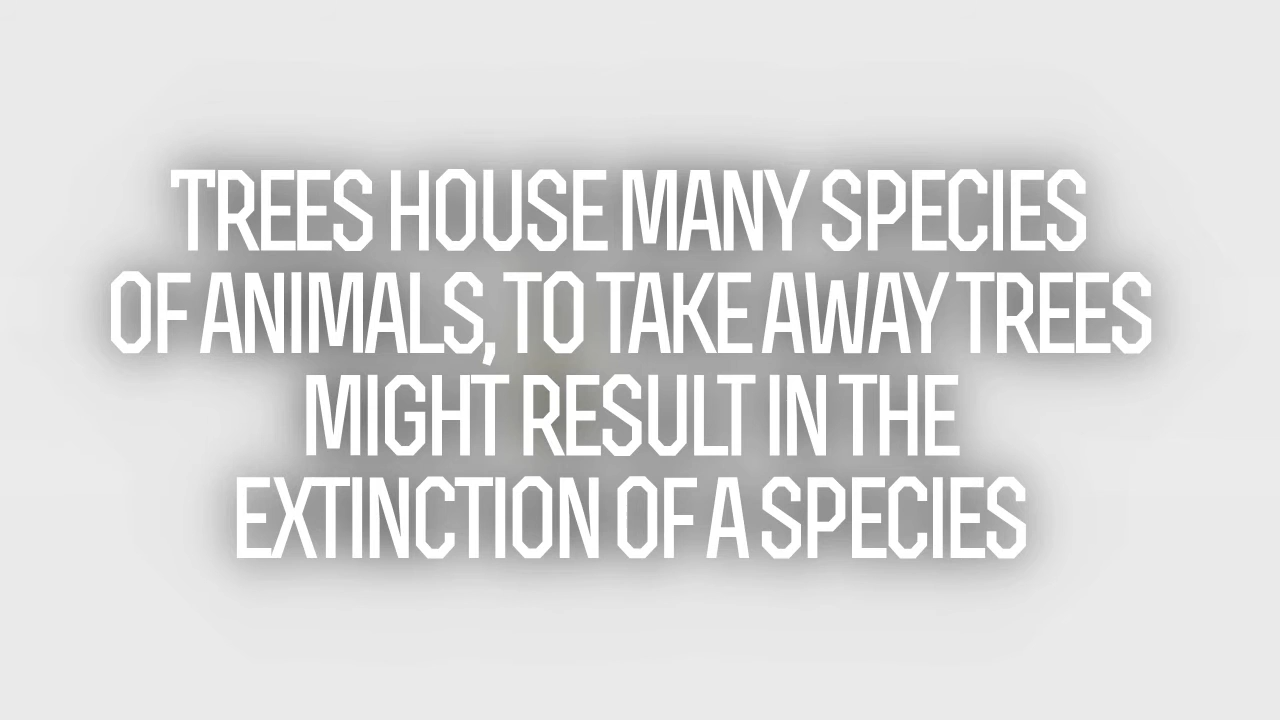 TREES HOUSE MANY SPECIES
OF ANIMALS, TO TAKE AWAY TREES
MIGHT RESULT IN THE
EXTINCTION OF A SPECIES